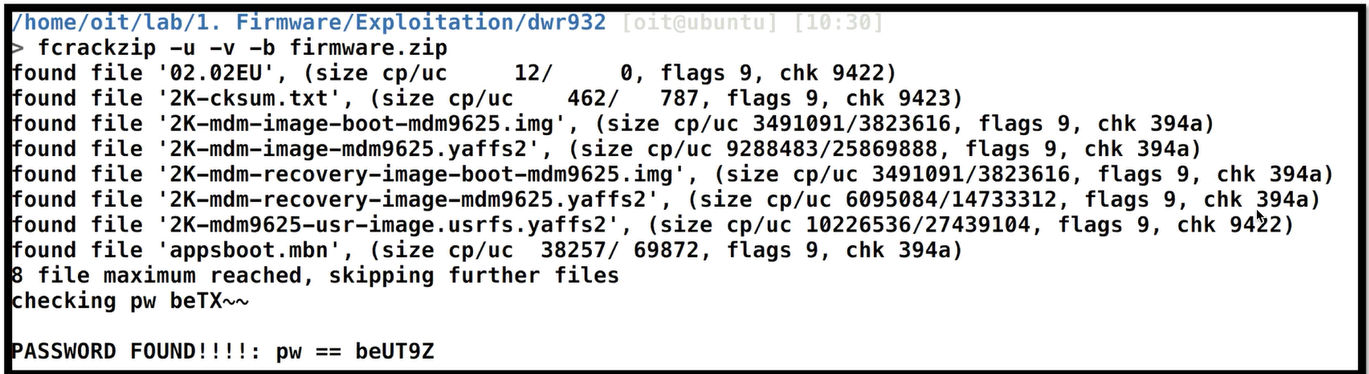 /home/oit/lab/1. Firmware/Exploitation/dwr932 [oit@ubuntu] [10:30]
> fcrackzip -u -v -b firmware.zip
found file '02.02EU', (size cp/uc     12/     0, flags 9, chk 9422)
found file '2K-cksum.txt', (size cp/uc    462/   787, flags 9, chk 9423)
found file '2K-mdm-image-boot-mdm9625.img', (size cp/uc 3491091/3823616, flags 9, chk 394a)
found file '2K-mdm-image-mdm9625.yaffs2', (size cp/uc 9288483/25869888, flags 9, chk 394a)
found file '2K-mdm-recovery-image-boot-mdm9625.img', (size cp/uc 3491091/3823616, flags 9, chk 394a)
found file '2K-mdm-recovery-image-mdm9625.yaffs2', (size cp/uc 6095084/14733312, flags 9, chk 394a)
found file '2K-mdm9625-usr-image.usrfs.yaffs2', (size cp/uc 10226536/27439104, flags 9, chk 9422)
found file 'appsboot.mbn', (size cp/uc  38257/ 69872, flags 9, chk 394a)
8 file maximum reached, skipping further files
checking pw beTX~~
PASSWORD FOUND!!!!: pw == beUT9Z